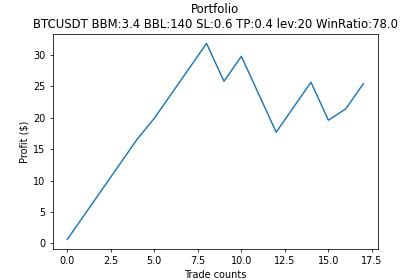 Portfolio
BTCUSDT BBM:3.4 BBL:140 SL:0.6 TP:0.4 lev:20 WinRatio:78.0
30
25
20
15
10
5
0
Profit ($)
0.0 2.5 5.0 7.5 10.0 12.5 15.0 17.5
Trade counts